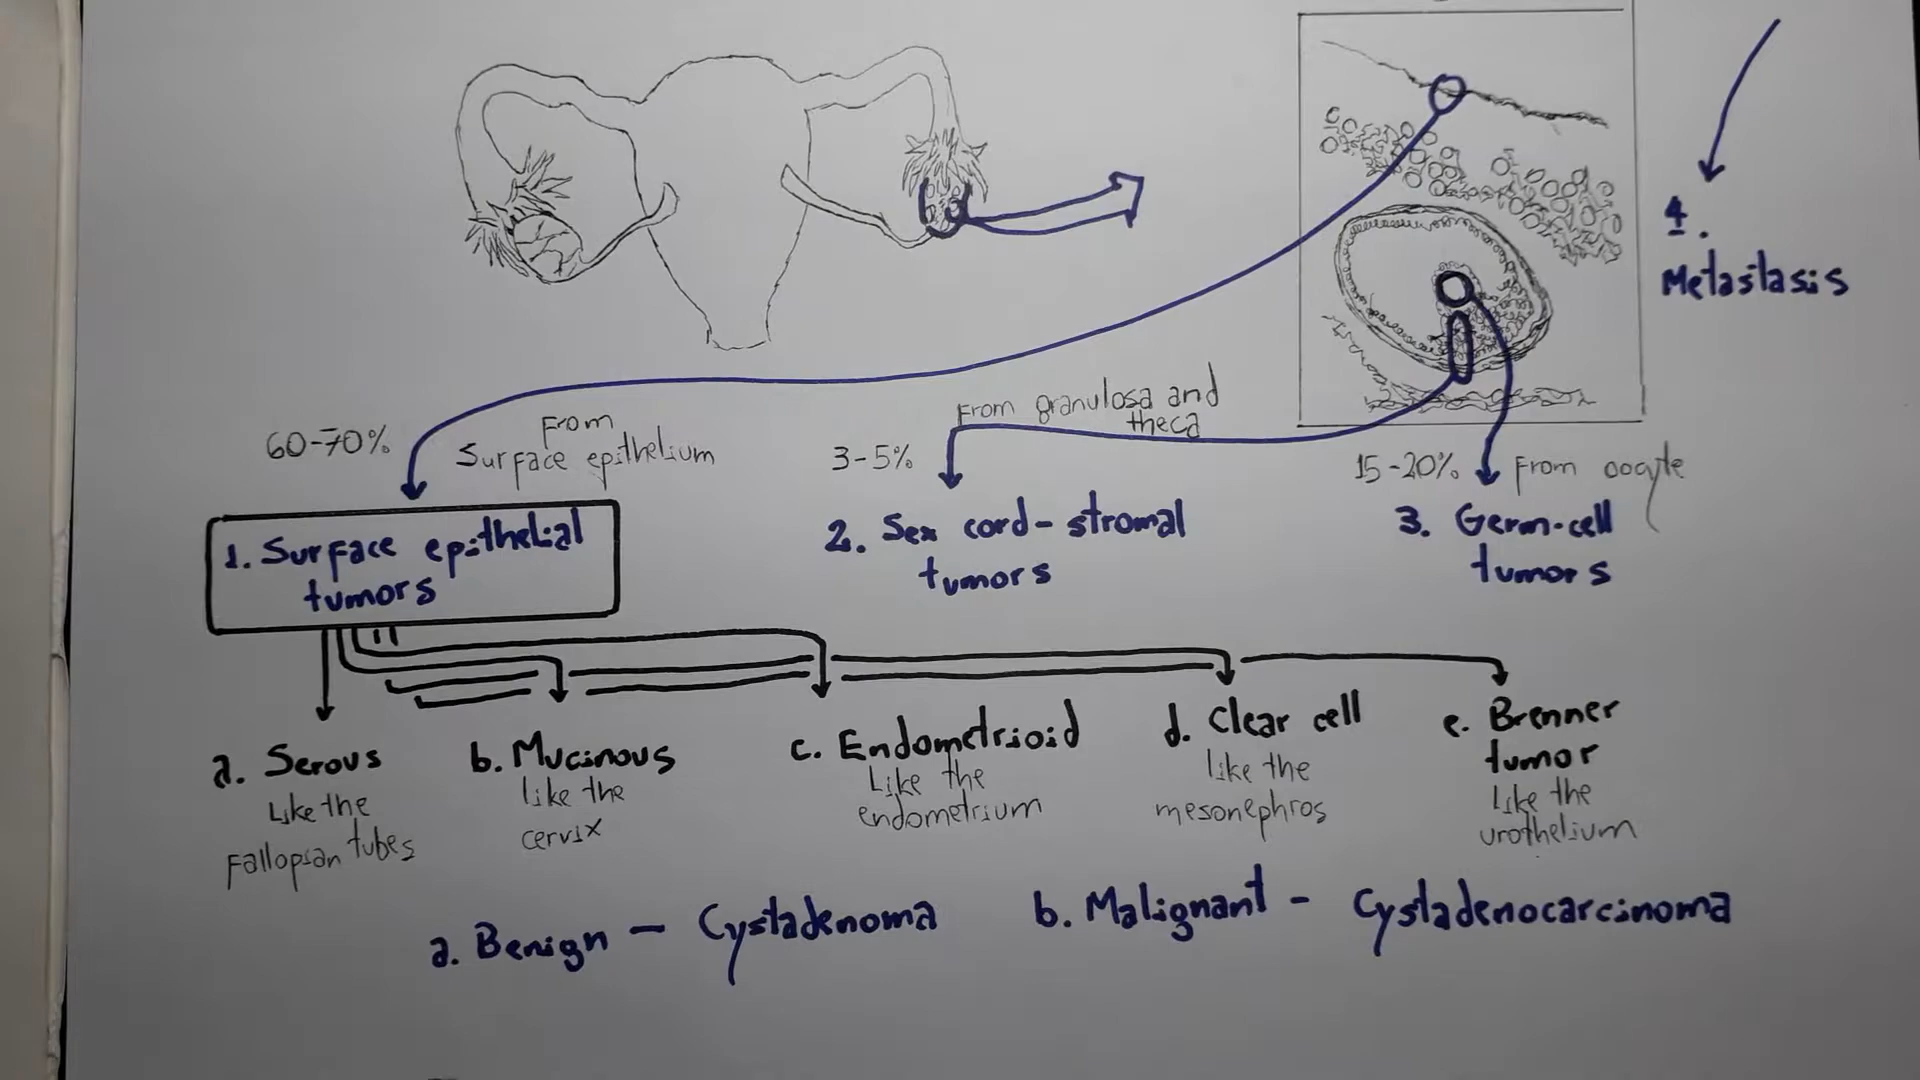 4.
Metastasis
60-70%
From
Surface epithelium
From granulosa and
theca
3-5%
15-20%
From oocyte
1. Surface epithelial
tumors
2. Sex cord-stromal
tumors
3. Germ-cell
tumors
a. Serous
Like the
Fallopian tubes
b. Mucinous
like the
cervix
c. Endometrioid
Like the
endometrium
d. Clear cell
like the
mesonephros
e. Brenner
tumor
like the
urothelium
a. Benign - Cystadenoma
b. Malignant - Cystadenocarcinoma